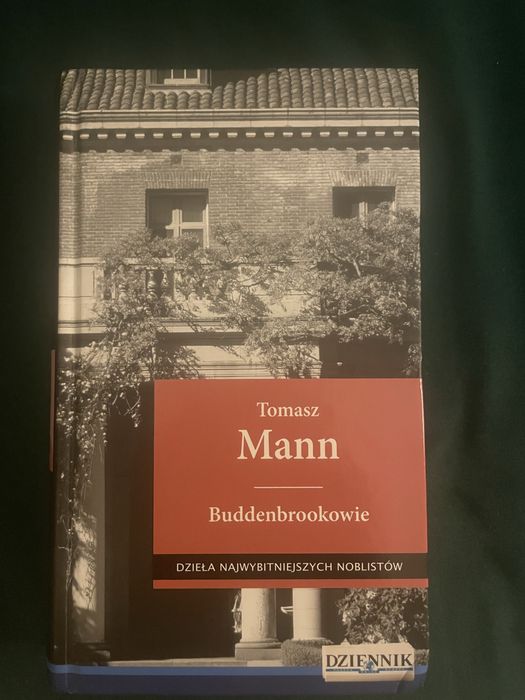 Tomasz
Mann
Buddenbrookowie
DZIEŁA NAJWYBITNIEJSZYCH NOBLISTÓW
DZIENNIK